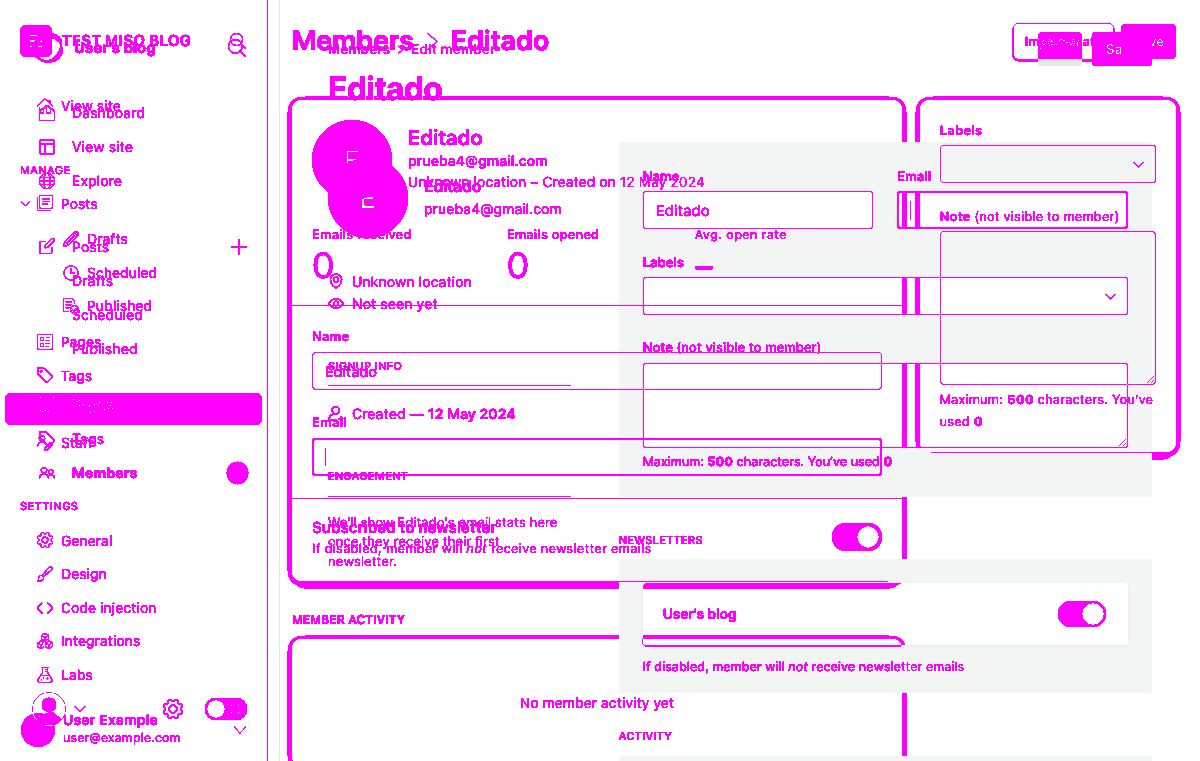 TEST MISO BLOG
User's blog
View site
Dashboard
View site
MANAGE
Explore
Posts
Drafts
Posts
Scheduled
Drafts
Published
Scheduled
Pages
Published
Tags
Tags
Staff
Members
SETTINGS
General
Design
Code injection
Integrations
Labs
User Example
user@example.com
Members > Editado
Members > Edit member
Editado
Editado
prueba4@gmail.com
Unknown location – Created on 12 May 2024
Editado
prueba4@gmail.com
Emails received
Emails opened
Avg. open rate
0
0
Unknown location
Not seen yet
Name
SIGNUP INFO
Editado
Created — 12 May 2024
Email
ENGAGEMENT
We'll show Editado's email stats here
once they receive their first
newsletter.
Subscribed to newsletter
If disabled, member will not receive newsletter emails
MEMBER ACTIVITY
No member activity yet
Name
Editado
Email
Labels
Note (not visible to member)
Maximum: 500 characters. You've used 0
NEWSLETTERS
User's blog
If disabled, member will not receive newsletter emails
ACTIVITY
Labels
Note (not visible to member)
Maximum: 500 characters. You've
used 0